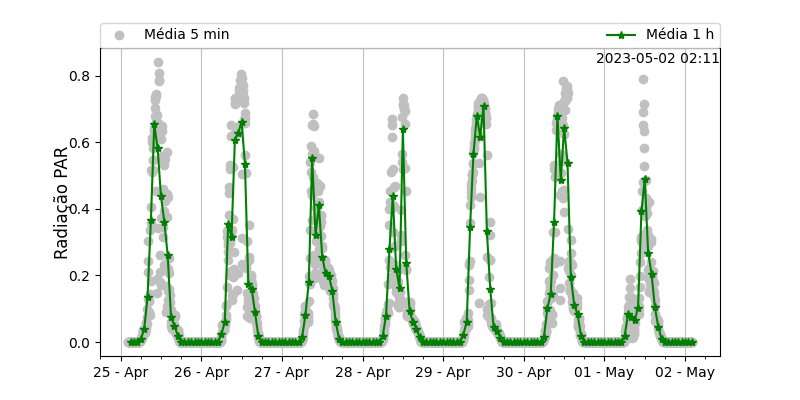 Média 5 min
Média 1 h
2023-05-02 02:11
Radiação PAR
0.8
0.6
0.4
0.2
0.0
25 - Apr
26 - Apr
27 - Apr
28 - Apr
29 - Apr
30 - Apr
01 - May
02 - May